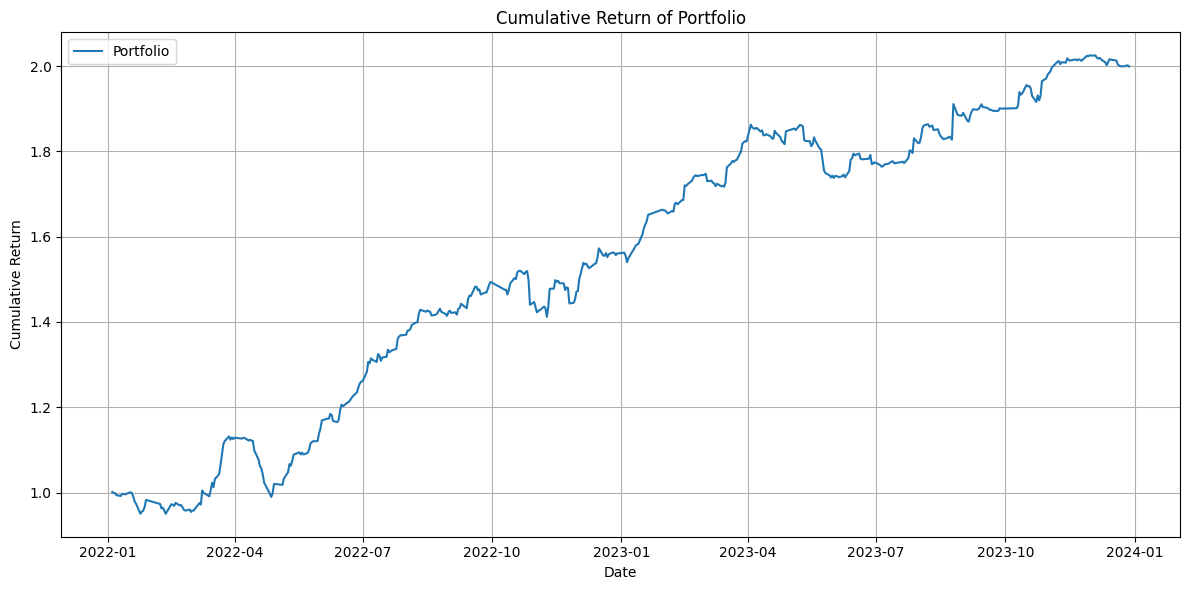 Cumulative Return of Portfolio
Portfolio
Cumulative Return
2.0
1.8
1.6
1.4
1.2
1.0
2022-01 2022-04 2022-07 2022-10 2023-01 2023-04 2023-07 2023-10 2024-01
Date